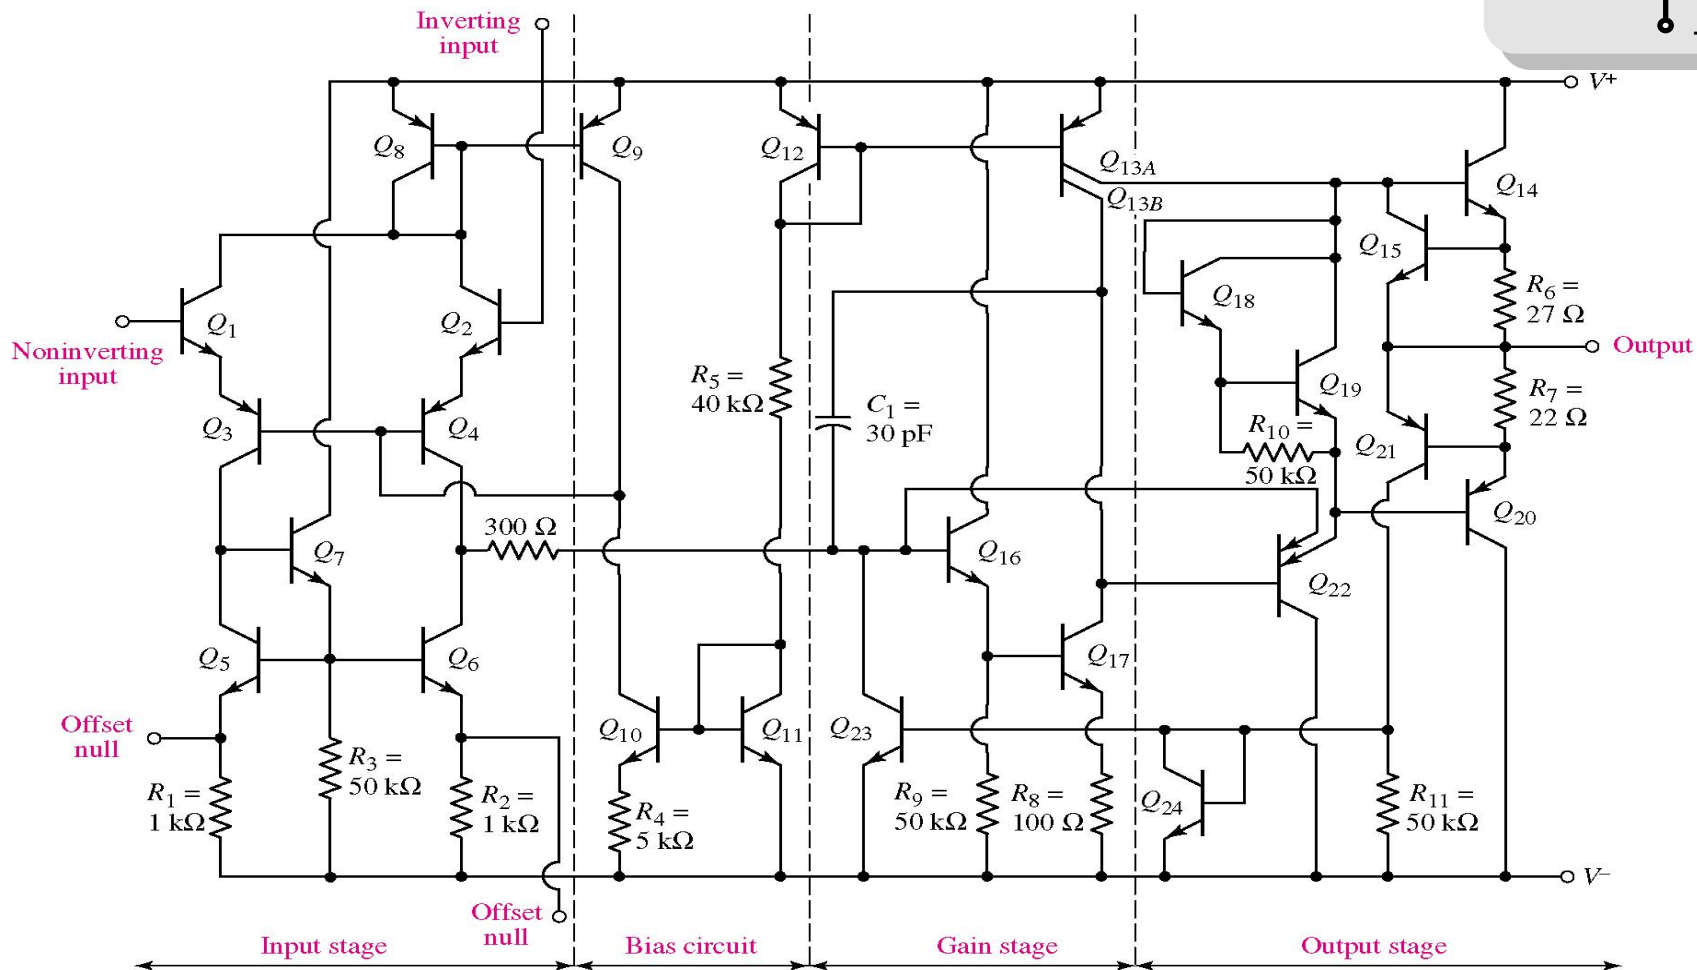 Inverting
input
V⁺
Q₈
Q₉
Q₁₂
Q₁₃A
Q₁₃B
Q₁₄
Q₁₅
Q₁
Q₂
Q₁₈
R₆ =
27 Ω
Noninverting
input
Output
R₅ =
40 kΩ
C₁ =
30 pF
Q₃
Q₄
Q₁₉
R₇ =
22 Ω
R₁₀ =
50 kΩ
Q₂₁
300 Ω
Q₇
Q₁₆
Q₂₀
Q₂₂
Q₅
Q₆
Q₁₇
Offset
null
Q₁₀
Q₁₁
Q₂₃
R₁ =
1 kΩ
R₃ =
50 kΩ
R₂ =
1 kΩ
R₄ =
5 kΩ
R₉ =
50 kΩ
R₈ =
100 Ω
Q₂₄
R₁₁ =
50 kΩ
V⁻
Offset
null
Input stage
Bias circuit
Gain stage
Output stage